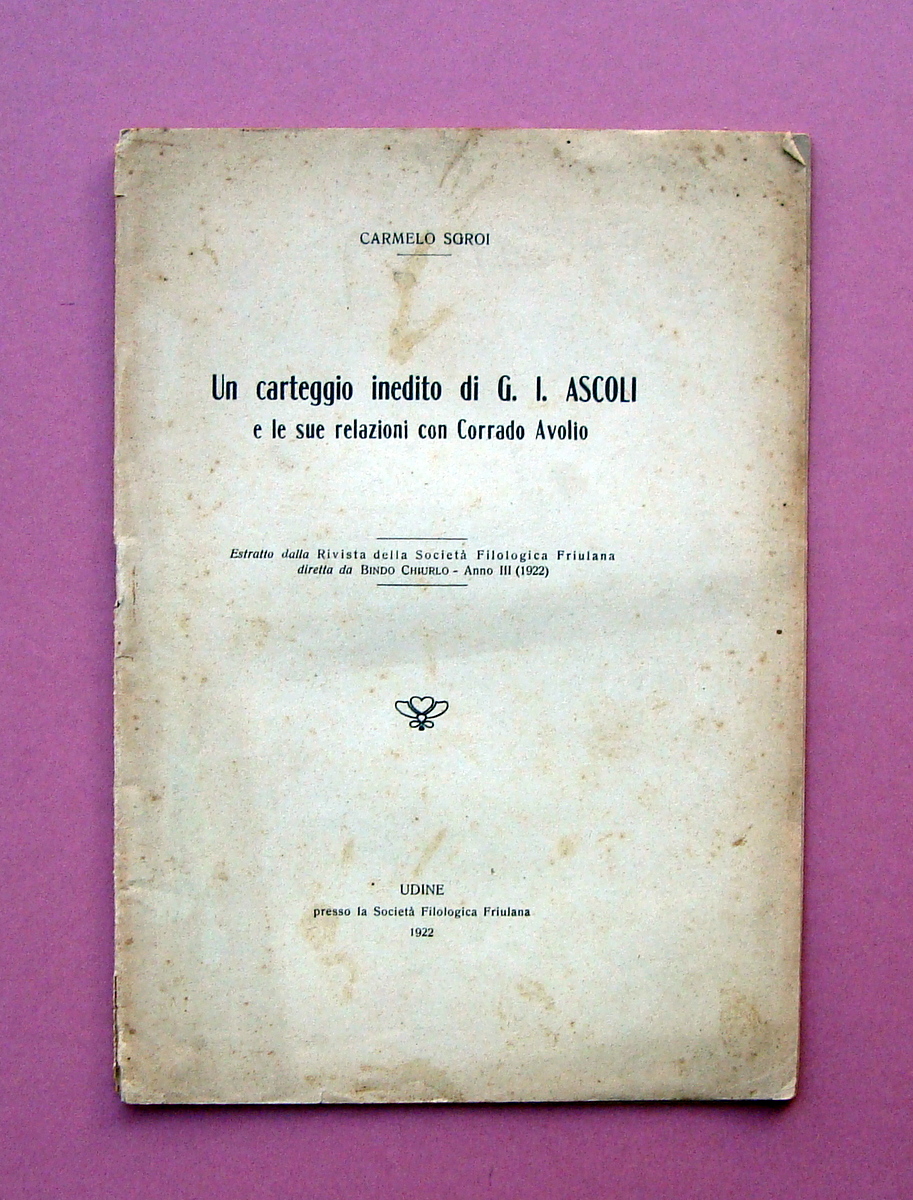 CARMELO SGROI
Un carteggio inedito di G. I. ASCOLI
e le sue relazioni con Corrado Avolio
Estratto dalla Rivista della Società Filologica Friulana
diretta da BINDO CHIURLO - Anno III (1922)
UDINE
presso la Società Filologica Friulana
1922